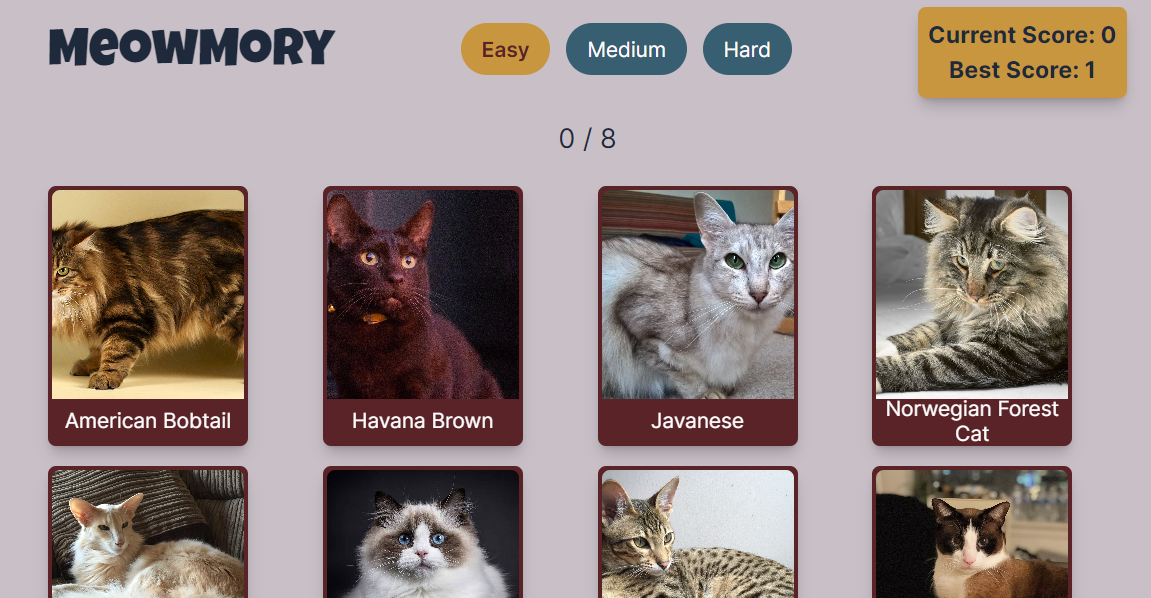 MeowMory
Easy
Medium
Hard
Current Score: 0
Best Score: 1
0 / 8
American Bobtail
Havana Brown
Javanese
Norwegian Forest
Cat